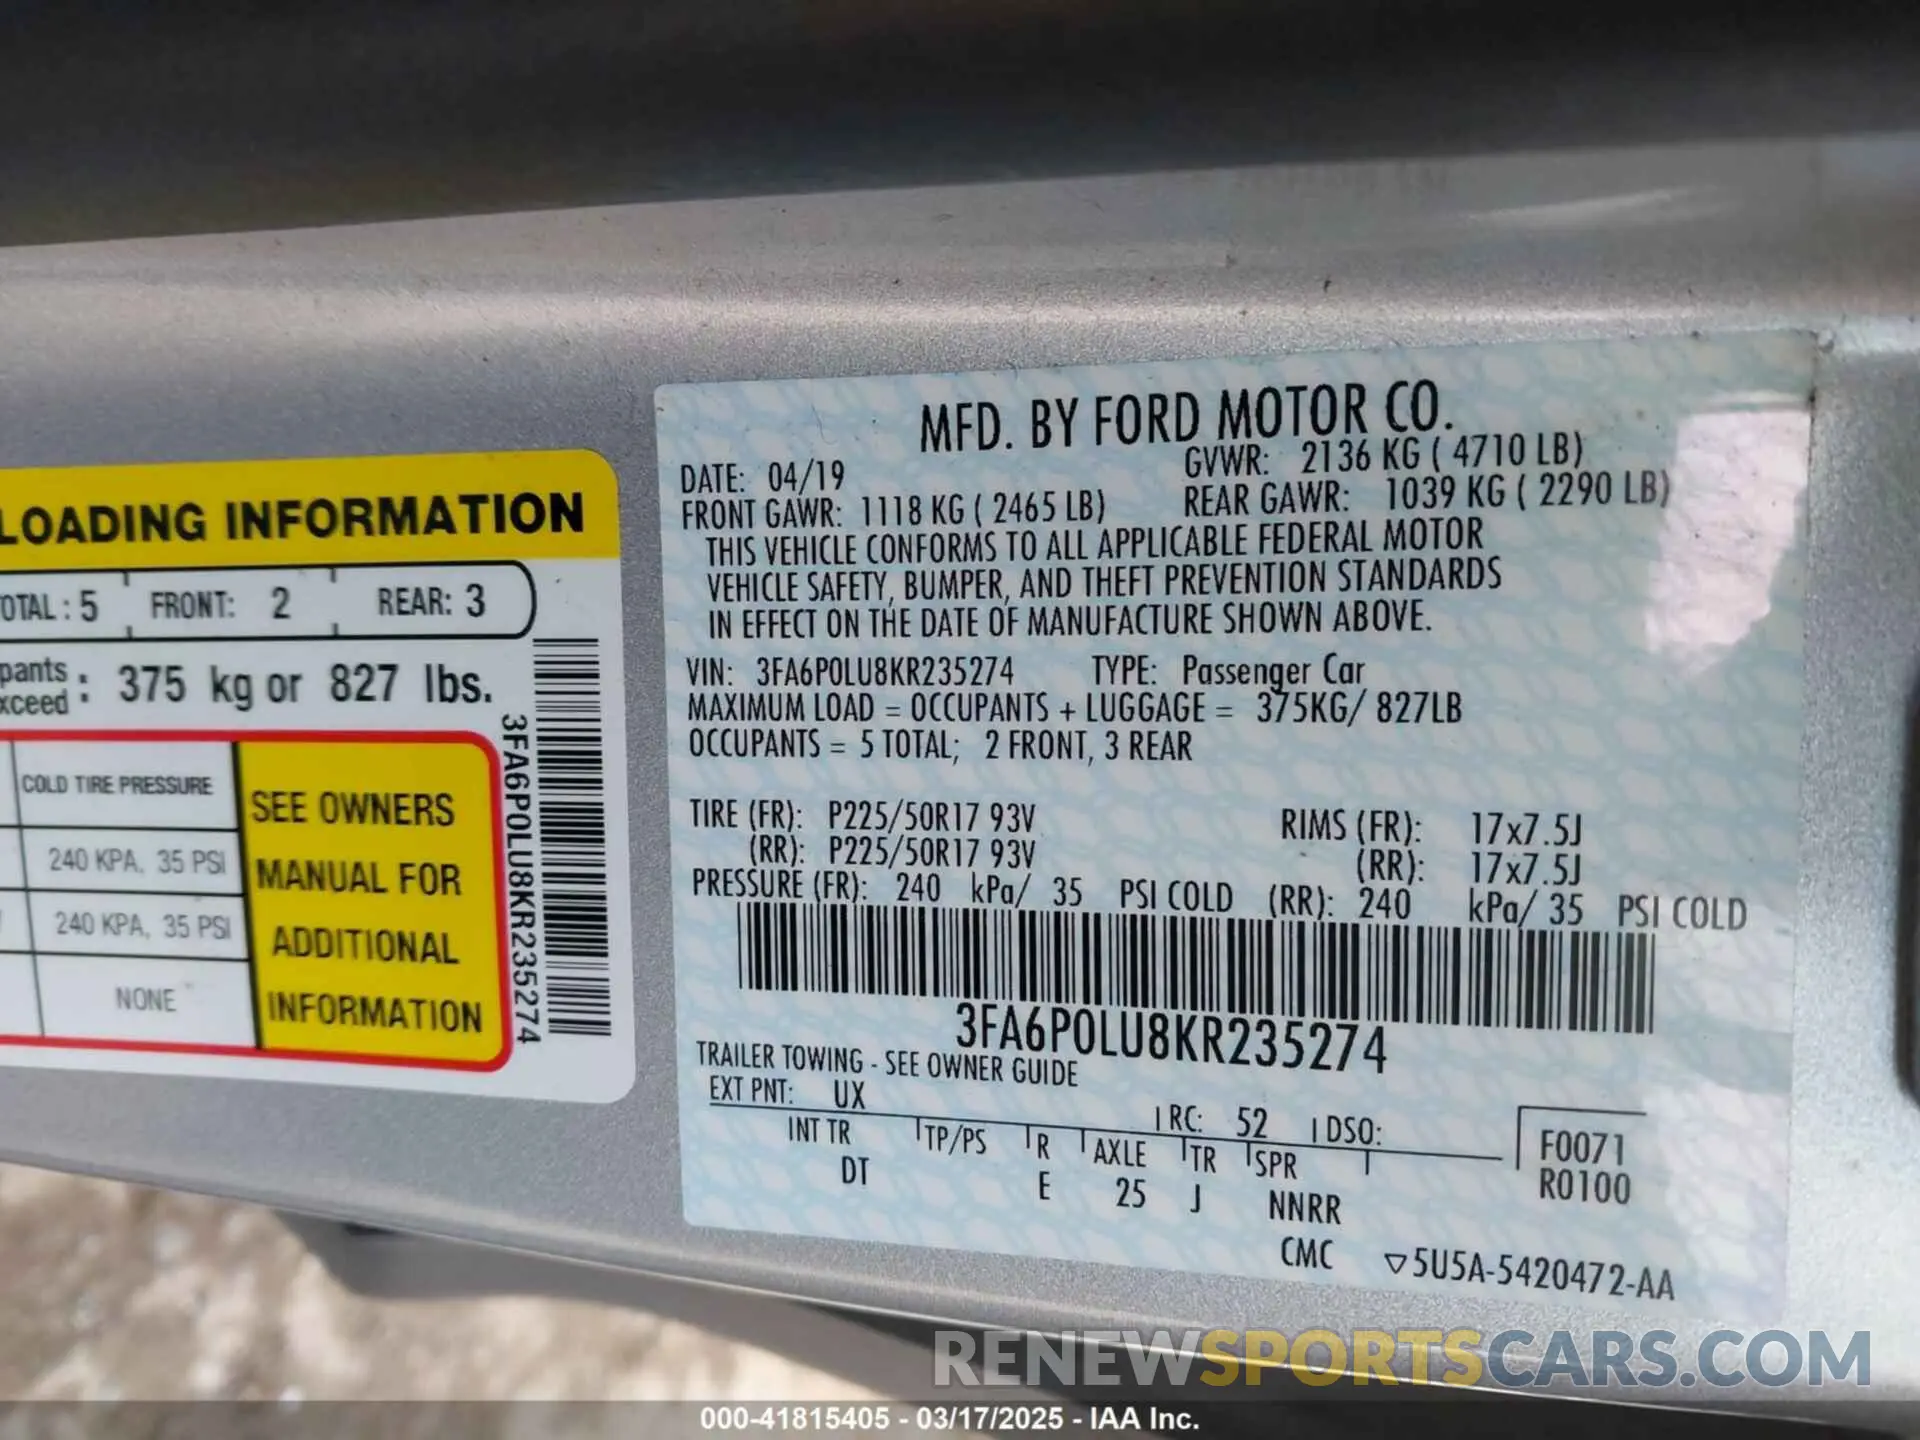 LOADING INFORMATION
OTAL : 5 FRONT: 2 REAR: 3
pants
xceed : 375 kg or 827 lbs.
COLD TIRE PRESSURE
240 KPA, 35 PSI
240 KPA, 35 PSI
NONE
SEE OWNERS
MANUAL FOR
ADDITIONAL
INFORMATION
3FA6P0LU8KR235274
MFD. BY FORD MOTOR CO.
DATE: 04/19 GVWR: 2136 KG ( 4710 LB)
FRONT GAWR: 1118 KG ( 2465 LB) REAR GAWR: 1039 KG ( 2290 LB)
THIS VEHICLE CONFORMS TO ALL APPLICABLE FEDERAL MOTOR
VEHICLE SAFETY, BUMPER, AND THEFT PREVENTION STANDARDS
IN EFFECT ON THE DATE OF MANUFACTURE SHOWN ABOVE.
VIN: 3FA6P0LU8KR235274 TYPE: Passenger Car
MAXIMUM LOAD = OCCUPANTS + LUGGAGE = 375KG/ 827LB
OCCUPANTS = 5 TOTAL; 2 FRONT, 3 REAR
TIRE (FR): P225/50R17 93V RIMS (FR): 17x7.5J
(RR): P225/50R17 93V (RR): 17x7.5J
PRESSURE (FR): 240 kPa/ 35 PSI COLD (RR): 240 kPa/ 35 PSI COLD
3FA6P0LU8KR235274
TRAILER TOWING - SEE OWNER GUIDE
EXT PNT: UX RC: 52 DSO:
INT TR TP/PS R AXLE TR SPR
DT E 25 J NNRR
F0071
R0100
CMC ▽5U5A-5420472-AA
RENEWSPORTSCARS.COM
000-41815405 - 03/17/2025 - IAA Inc.